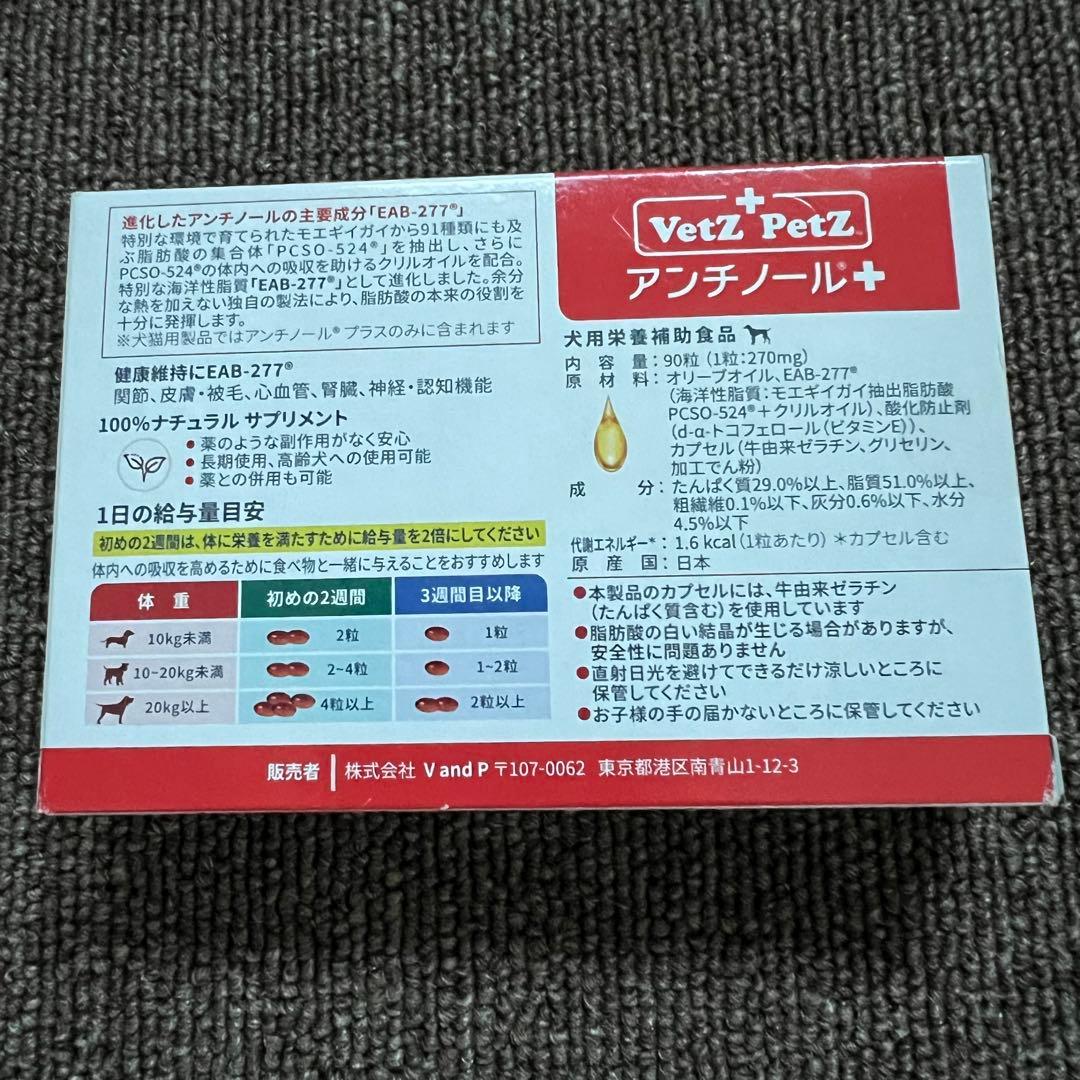 進化したアンチノールの主要成分「EAB-277®」
特別な環境で育てられたモエギイガイから91種類にも及
ぶ脂肪酸の集合体「PCSO-524®」を抽出し、さらに
PCSO-524®の体内への吸収を助けるクリルオイルを配合。
特別な海洋性脂質「EAB-277®」として進化しました。余分
な熱を加えない独自の製法により、脂肪酸の本来の役割を
十分に発揮します。
※犬猫用製品ではアンチノール® プラスのみに含まれます
健康維持にEAB-277®
関節、皮膚・被毛、心血管、腎臓、神経・認知機能
100%ナチュラル サプリメント
●薬のような副作用がなく安心
●長期使用、高齢犬への使用可能
●薬との併用も可能
1日の給与量目安
初めの2週間は、体に栄養を満たすために給与量を2倍にしてください
体内への吸収を高めるために食べ物と一緒に与えることをおすすめします
体 重 初めの2週間 3週間目以降
10kg未満 2粒 1粒
10~20kg未満 2~4粒 1~2粒
20kg以上 4粒以上 2粒以上
VetZ PetZ
アンチノール®+
犬用栄養補助食品
内 容 量:90粒(1粒:270mg)
原 材 料:オリーブオイル、EAB-277®
(海洋性脂質:モエギイガイ抽出脂肪酸
PCSO-524®+クリルオイル)、酸化防止剤
(d-α-トコフェロール(ビタミンE))、
カプセル(牛由来ゼラチン、グリセリン、
加工でん粉)
成 分:たんぱく質29.0%以上、脂質51.0%以上、
粗繊維0.1%以下、灰分0.6%以下、水分
4.5%以下
代謝エネルギー*:1.6 kcal(1粒あたり) *カプセル含む
原 産 国:日本
●本製品のカプセルには、牛由来ゼラチン
(たんぱく質含む)を使用しています
●脂肪酸の白い結晶が生じる場合がありますが、
安全性に問題ありません
●直射日光を避けてできるだけ涼しいところに
保管してください
●お子様の手の届かないところに保管してください
販売者 株式会社 V and P 〒107-0062 東京都港区南青山1-12-3